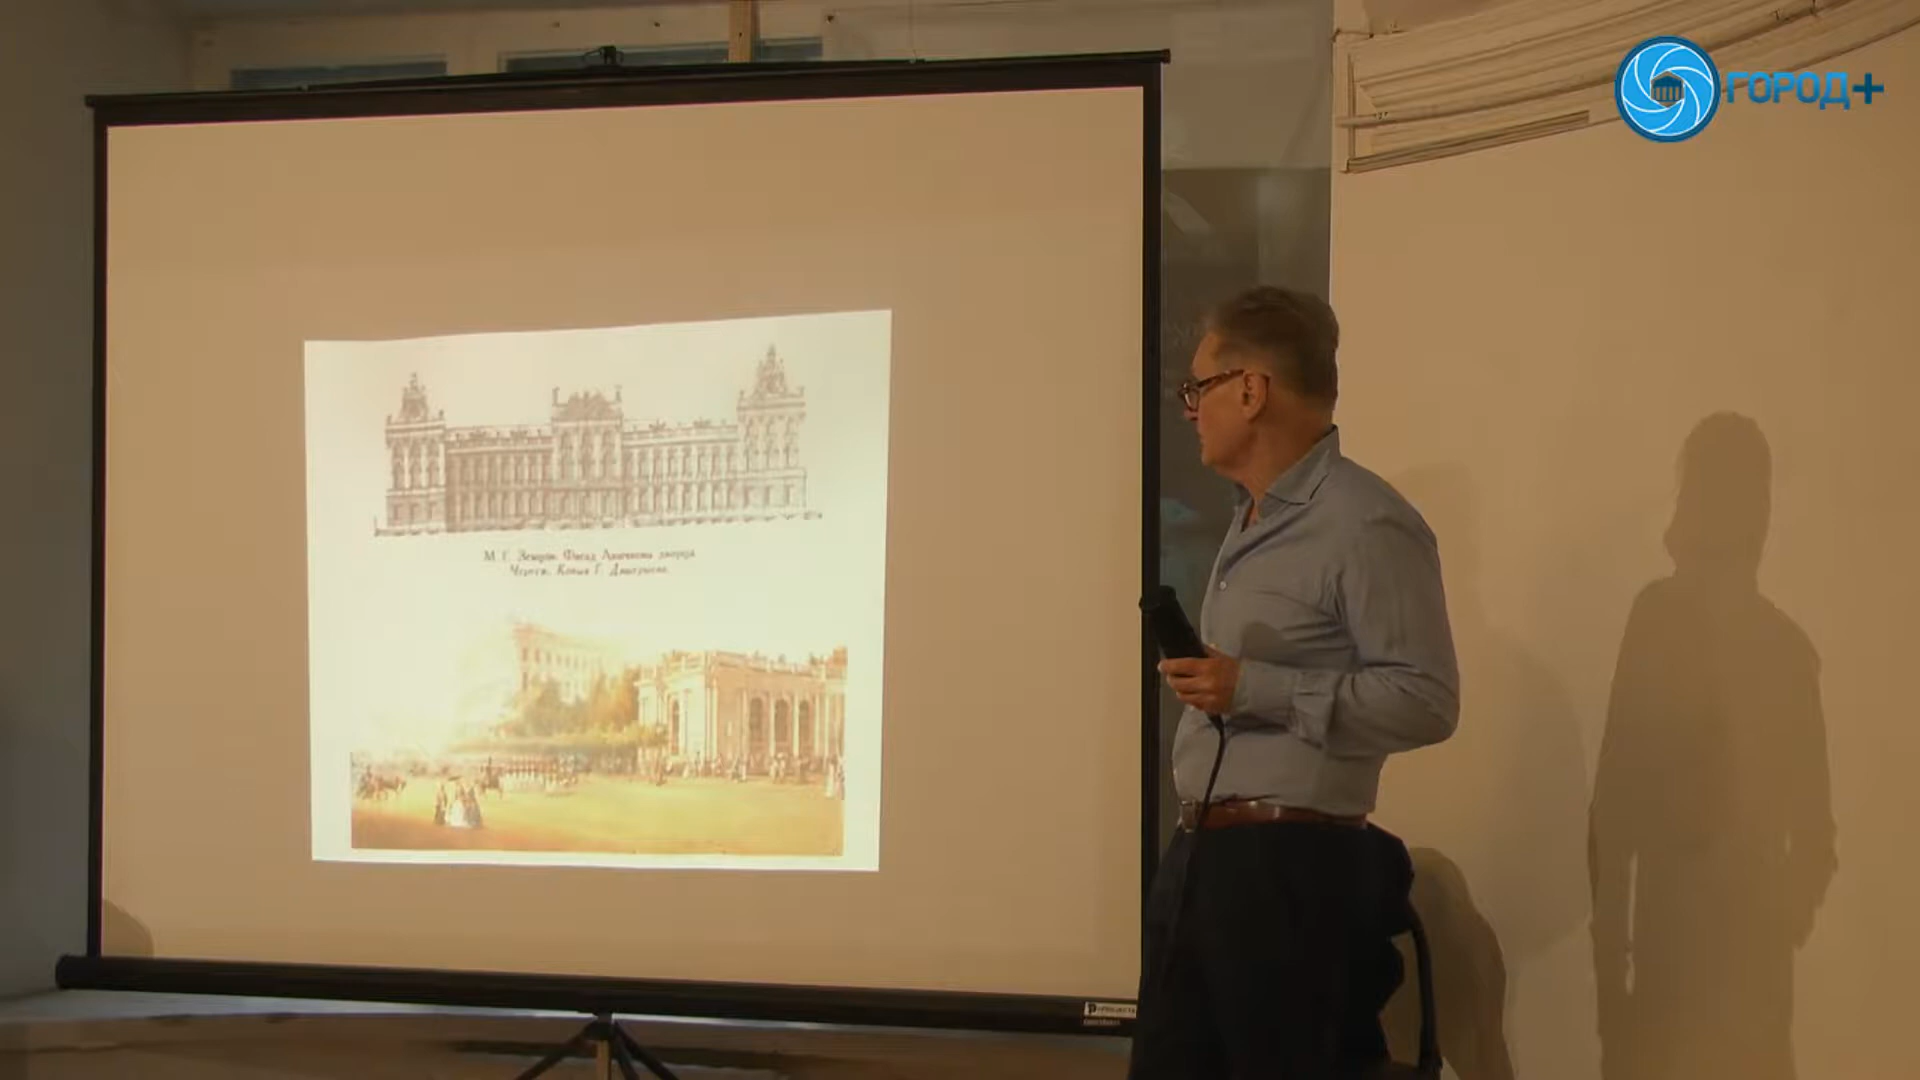 ГОРОД+
М. Г. Земцов. Фасад Аничкова дворца.
Чертеж. Копия Г. Дмитриева.